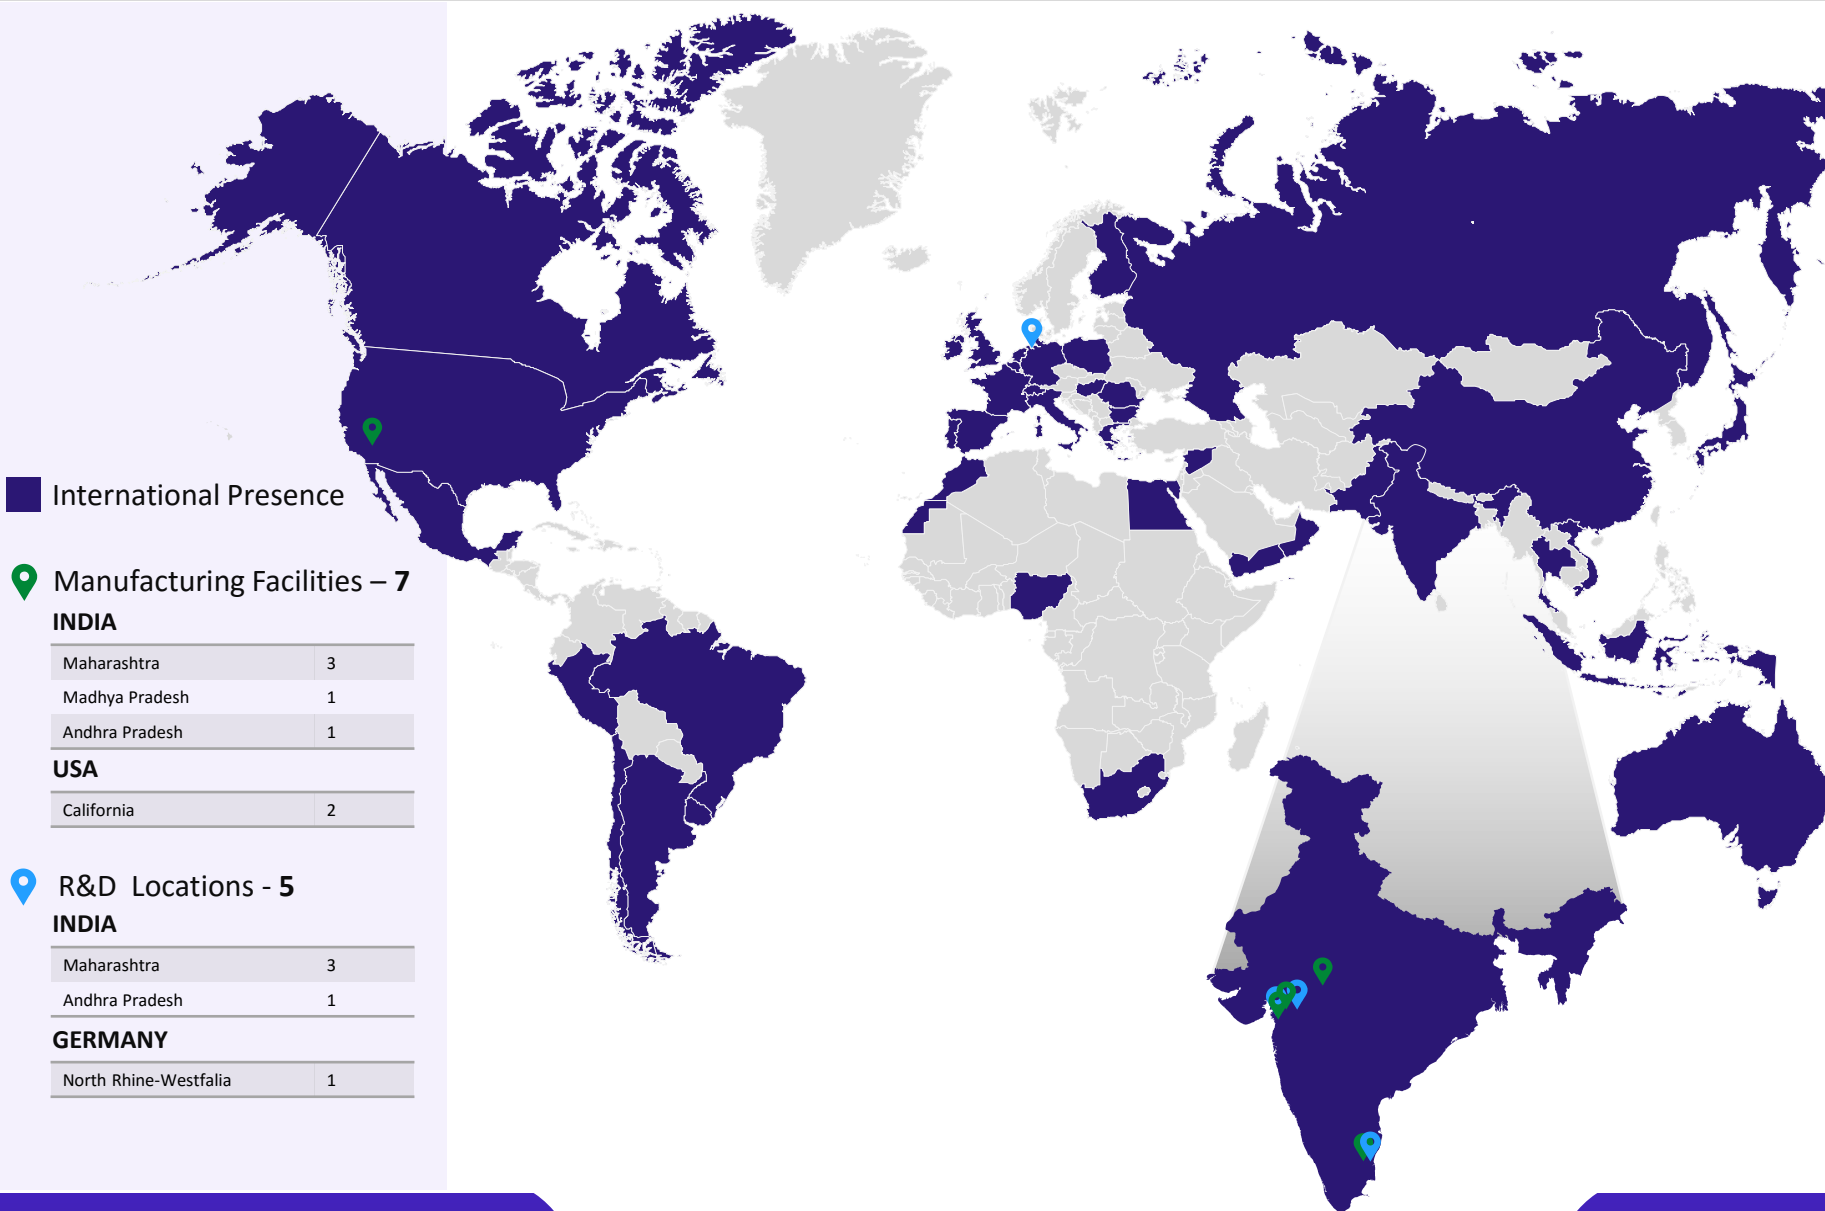 International Presence
Manufacturing Facilities – 7
INDIA
Maharashtra 3
Madhya Pradesh 1
Andhra Pradesh 1
USA
California 2
R&D Locations - 5
INDIA
Maharashtra 3
Andhra Pradesh 1
GERMANY
North Rhine-Westfalia 1